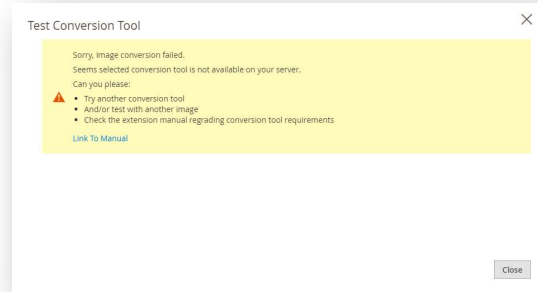 Test Conversion Tool
Sorry, image conversion failed.
Seems selected conversion tool is not available on your server.
Can you please:
Try another conversion tool
And/or test with another image
Check the extension manual regrading conversion tool requirements
Link To Manual
Close